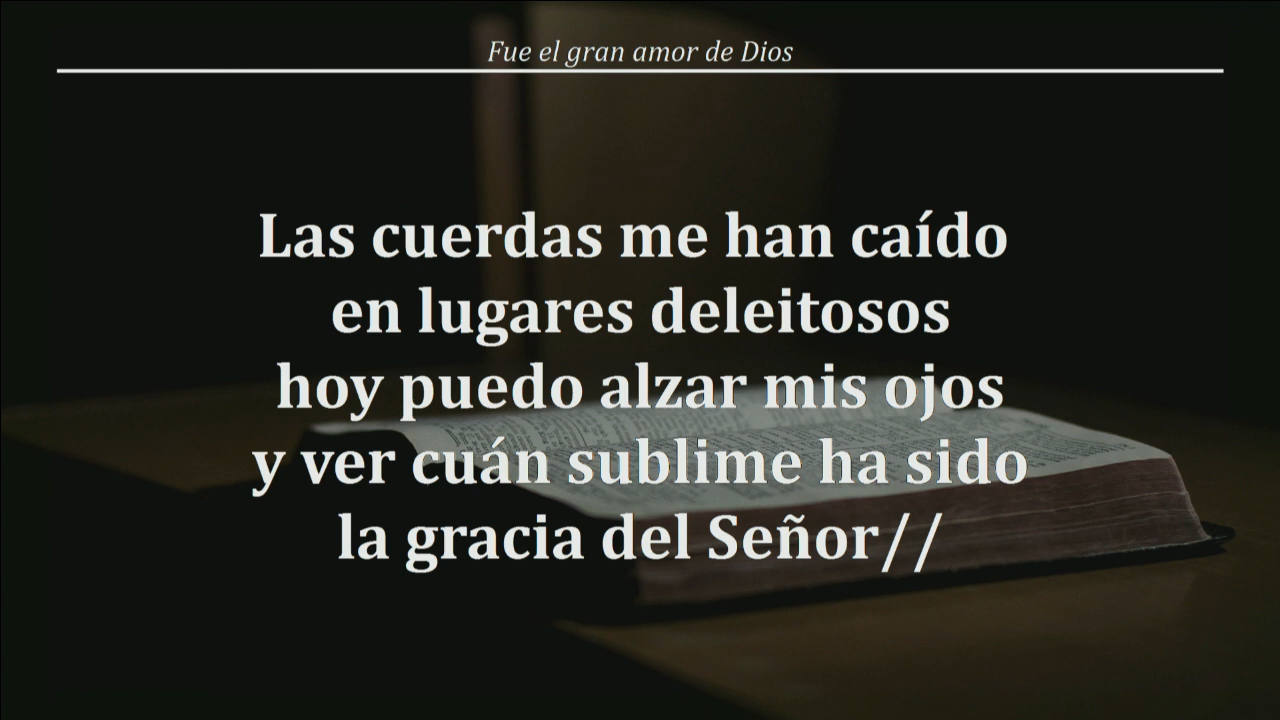 Fue el gran amor de Dios
Las cuerdas me han caído
en lugares deleitosos
hoy puedo alzar mis ojos
y ver cuán sublime ha sido
la gracia del Señor//